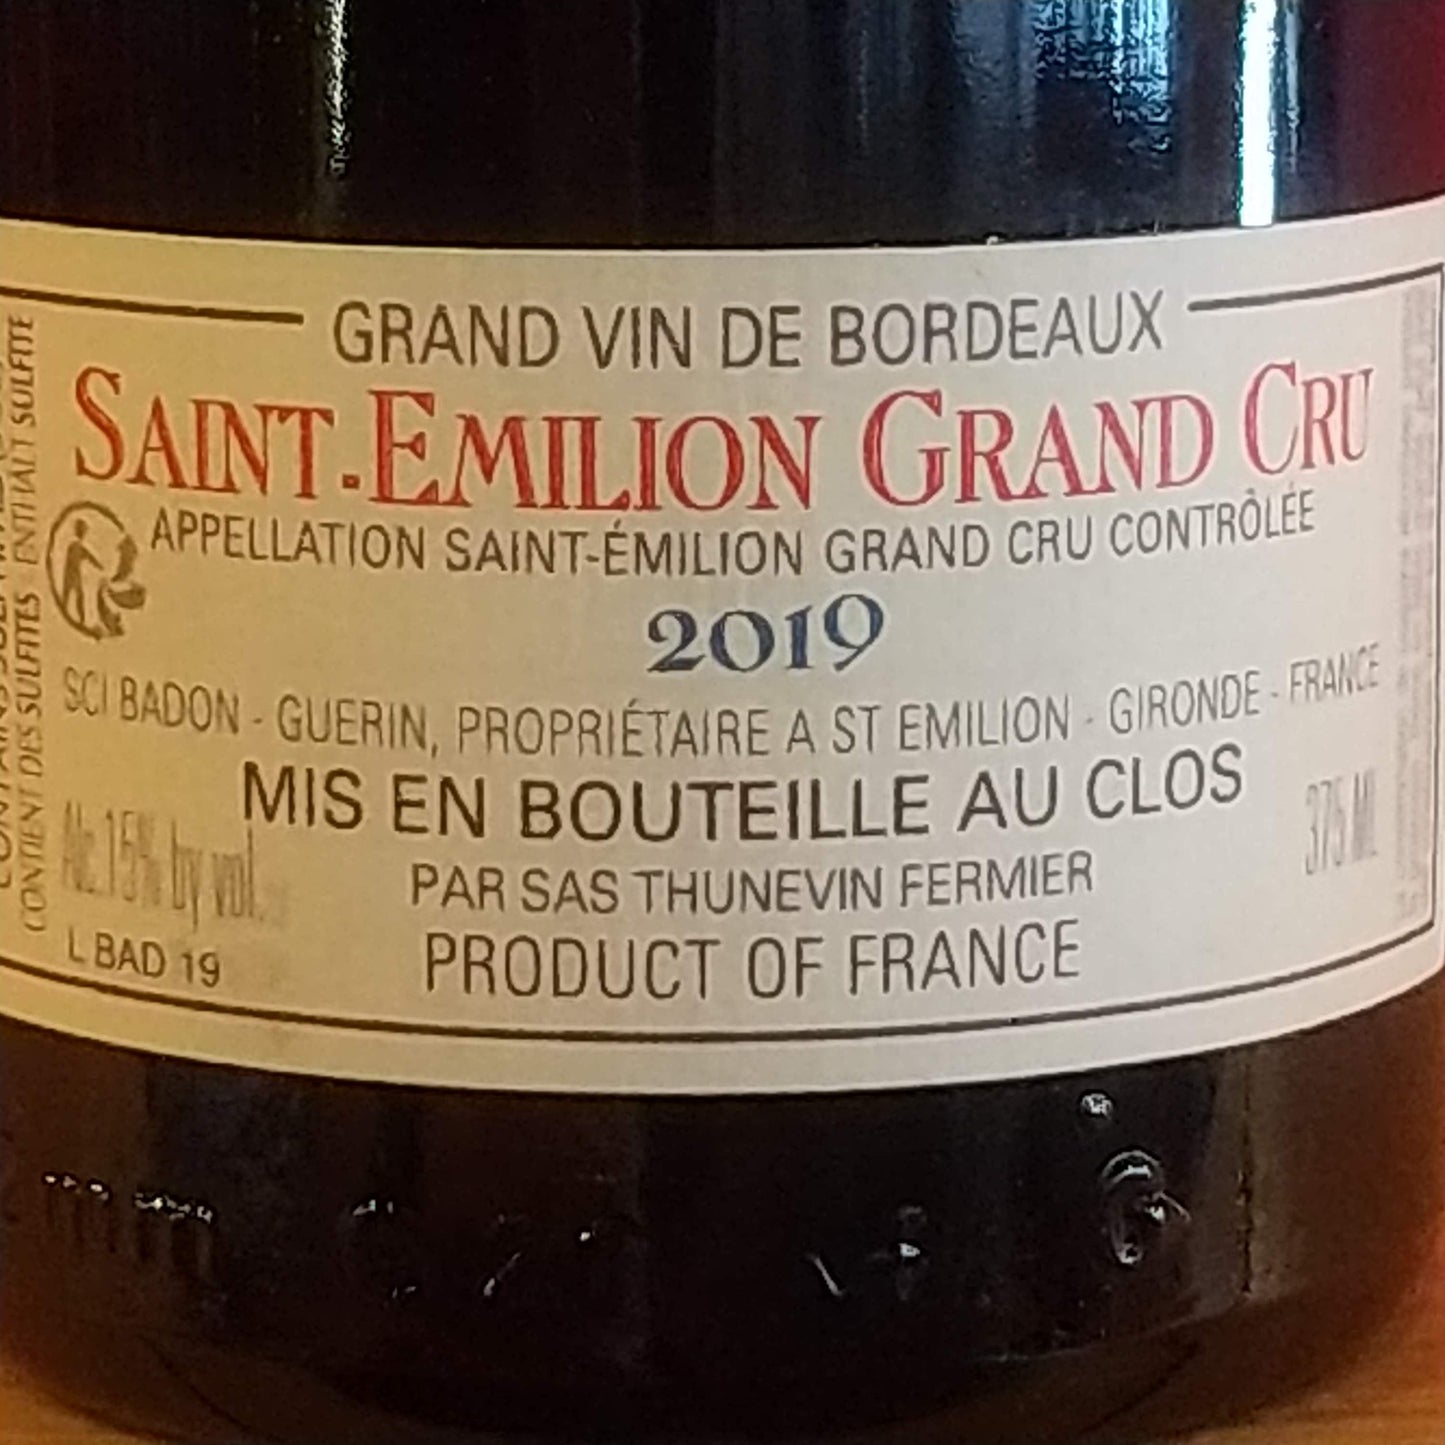 GRAND VIN DE BORDEAUX
SAINT-EMILION GRAND CRU
APPELLATION SAINT-ÉMILION GRAND CRU CONTRÔLÉE
2019
SCI BADON - GUERIN, PROPRIÉTAIRE A ST EMILION - GIRONDE - FRANCE
MIS EN BOUTEILLE AU CLOS
Alc.15% by vol.
375 ML
PAR SAS THUNEVIN FERMIER
L BAD 19
PRODUCT OF FRANCE
CONTIENT DES SULFITES ENTHALT SULFITE